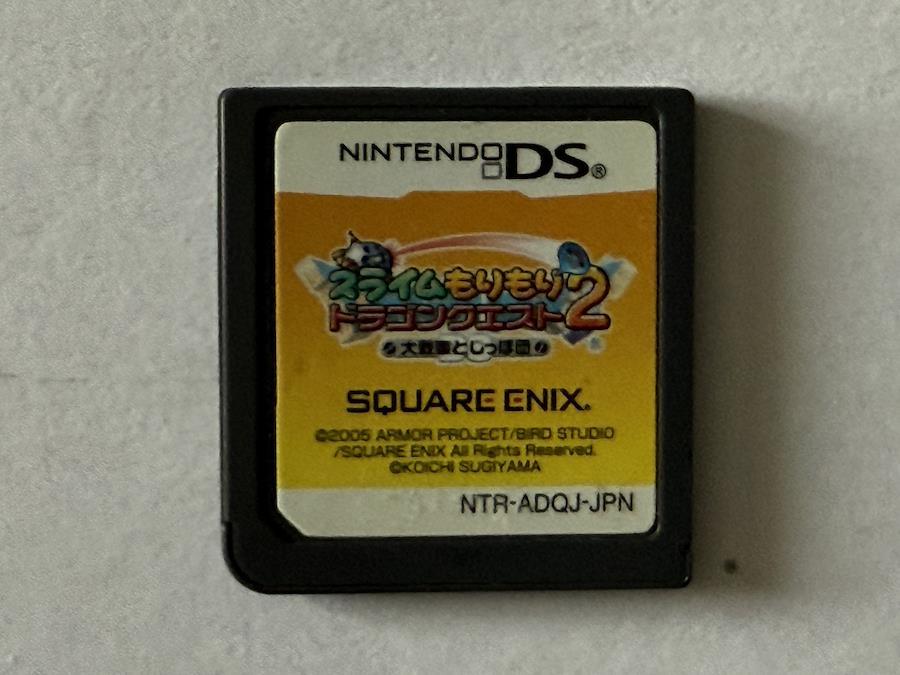 NINTENDO DS®
スライムもりもり
ドラゴンクエスト2
大戦車としっぽ団
SQUARE ENIX.
©2005 ARMOR PROJECT/BIRD STUDIO
/SQUARE ENIX All Rights Reserved.
©KOICHI SUGIYAMA
NTR-ADQJ-JPN